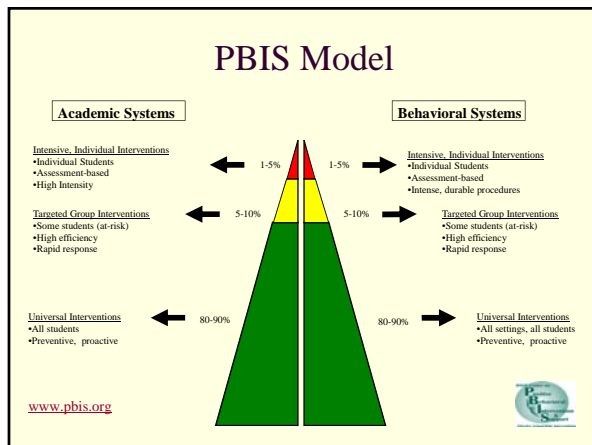 PBIS Model
Academic Systems
Intensive, Individual Interventions
•Individual Students
•Assessment-based
•High Intensity
1-5%
Targeted Group Interventions
•Some students (at-risk)
•High efficiency
•Rapid response
5-10%
Universal Interventions
•All students
•Preventive, proactive
80-90%
Behavioral Systems
1-5%
Intensive, Individual Interventions
•Individual Students
•Assessment-based
•Intense, durable procedures
5-10%
Targeted Group Interventions
•Some students (at-risk)
•High efficiency
•Rapid response
80-90%
Universal Interventions
•All settings, all students
•Preventive, proactive
www.pbis.org
Positive
Behavioral